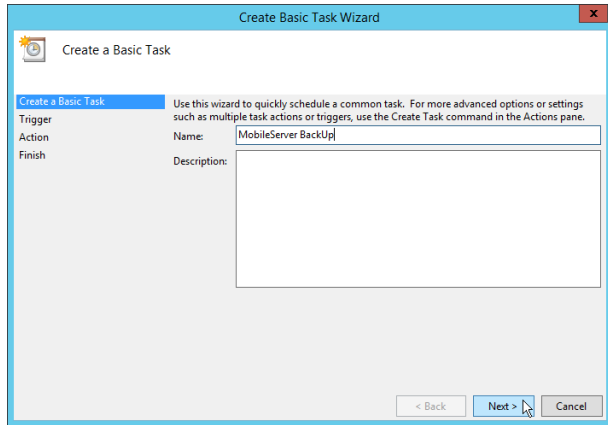 Create Basic Task Wizard
x
Create a Basic Task
Create a Basic Task
Trigger
Action
Finish
Use this wizard to quickly schedule a common task.  For more advanced options or settings
such as multiple task actions or triggers, use the Create Task command in the Actions pane.
Name: MobileServer BackUp
Description:
< Back Next > Cancel